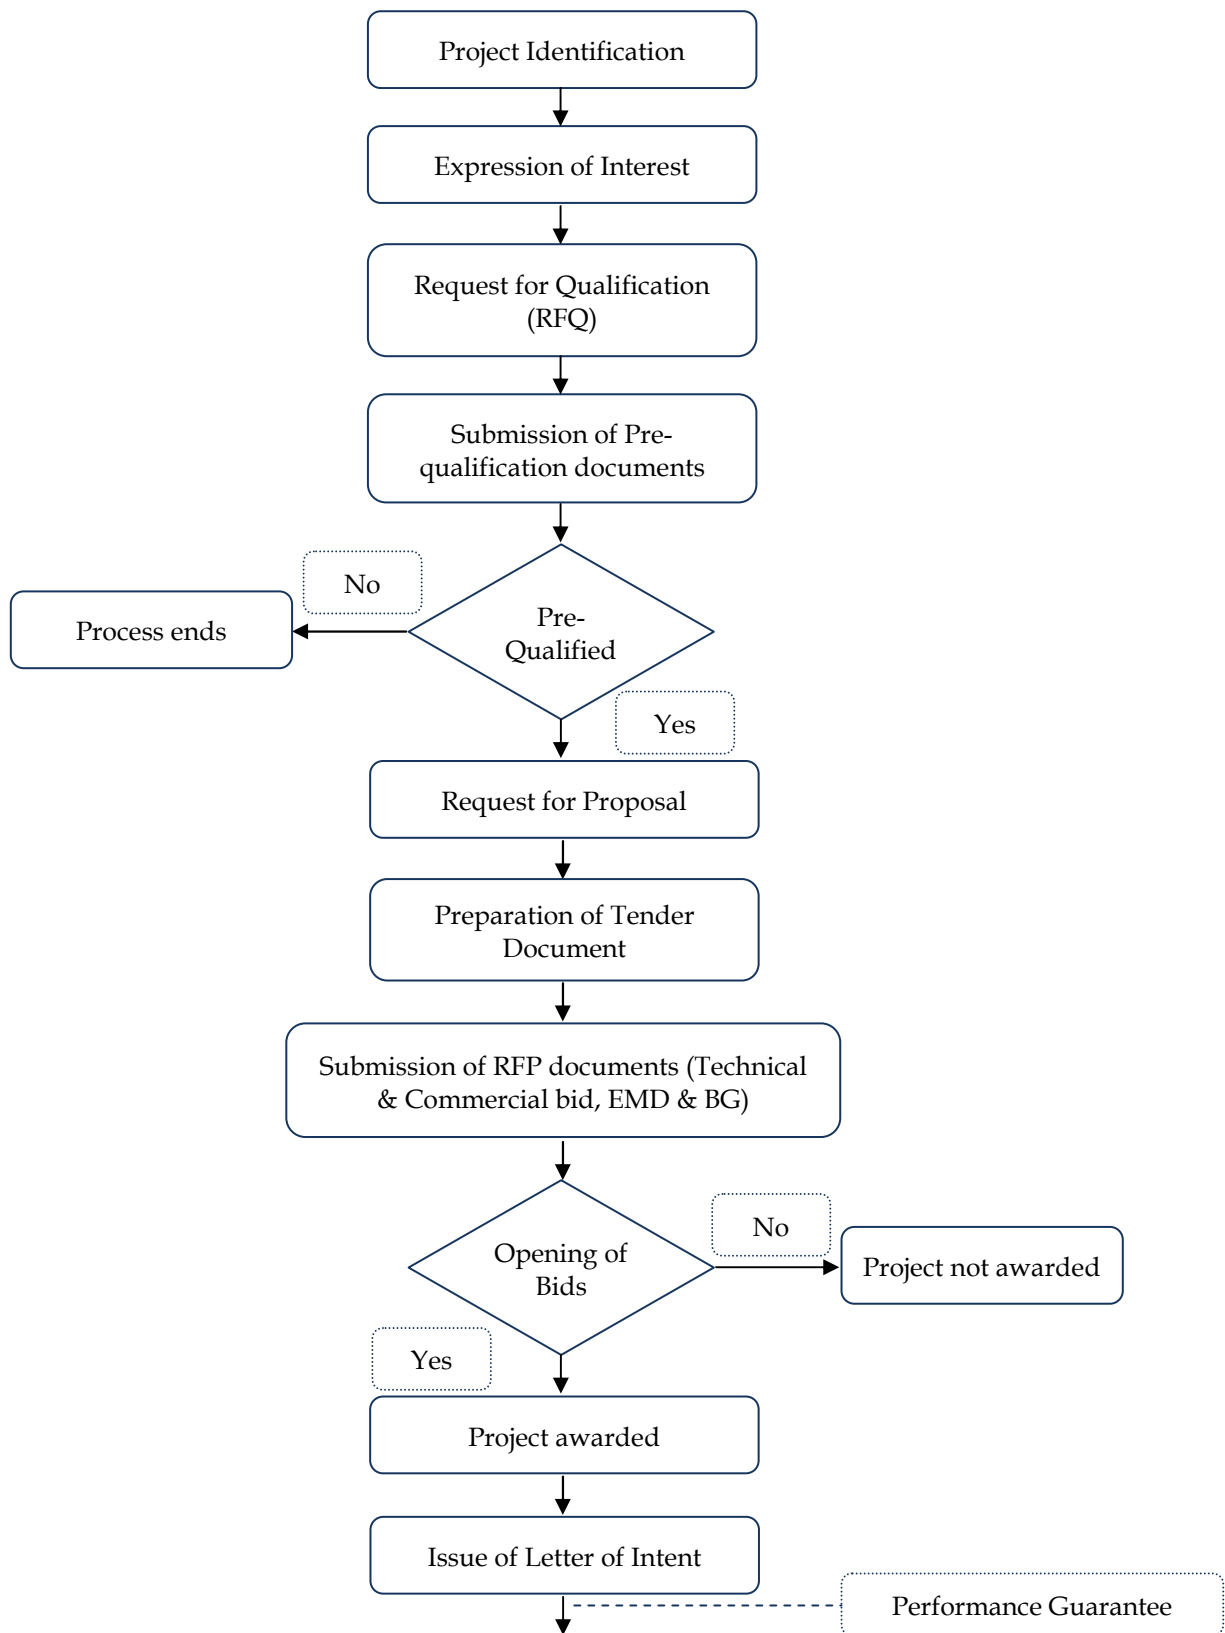 Project Identification
Expression of Interest
Request for Qualification
(RFQ)
Submission of Pre-
qualification documents
No
Process ends
Pre-
Qualified
Yes
Request for Proposal
Preparation of Tender
Document
Submission of RFP documents (Technical
& Commercial bid, EMD & BG)
No
Opening of
Bids
Project not awarded
Yes
Project awarded
Issue of Letter of Intent
Performance Guarantee